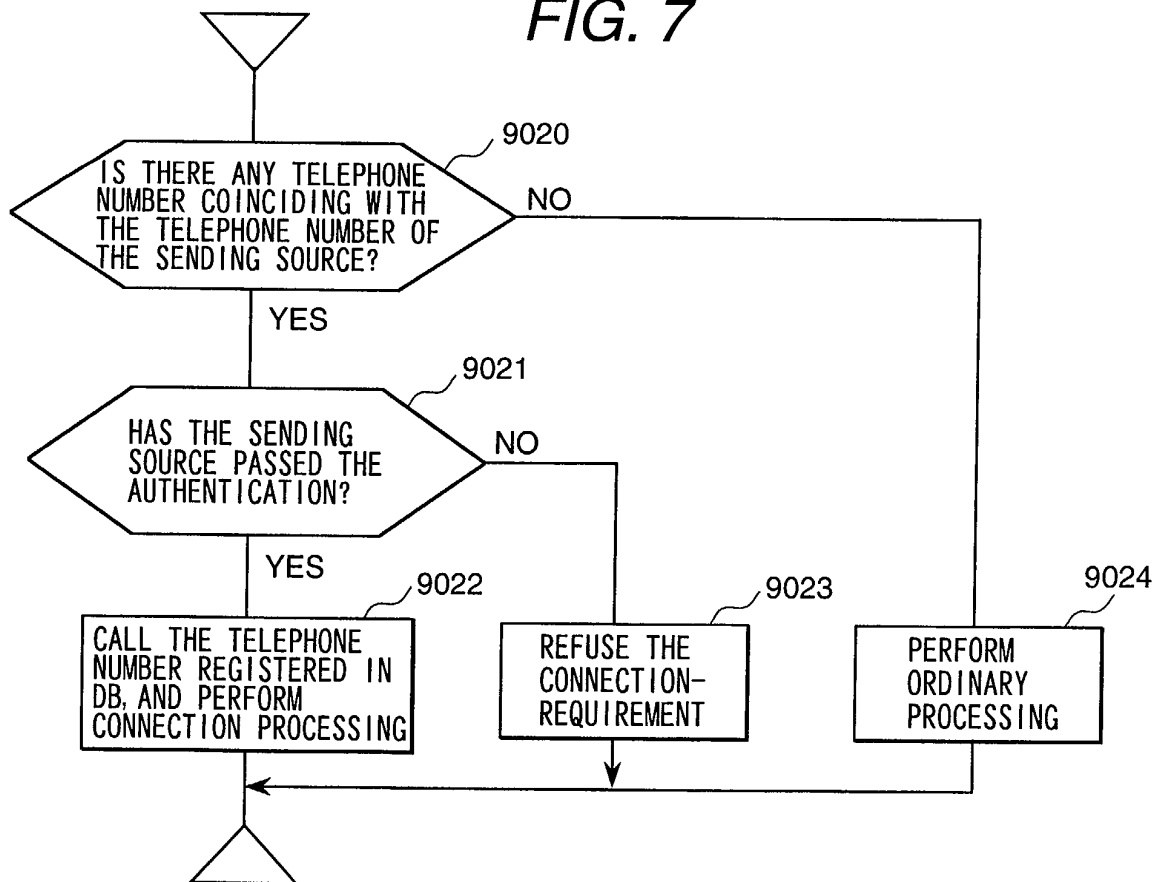 FIG. 7
9020
IS THERE ANY TELEPHONE
NUMBER COINCIDING WITH
THE TELEPHONE NUMBER OF
THE SENDING SOURCE?
NO
YES
9021
HAS THE SENDING
SOURCE PASSED THE
AUTHENTICATION?
NO
YES
9022
CALL THE TELEPHONE
NUMBER REGISTERED IN
DB, AND PERFORM
CONNECTION PROCESSING
9023
REFUSE THE
CONNECTION-
REQUIREMENT
9024
PERFORM
ORDINARY
PROCESSING